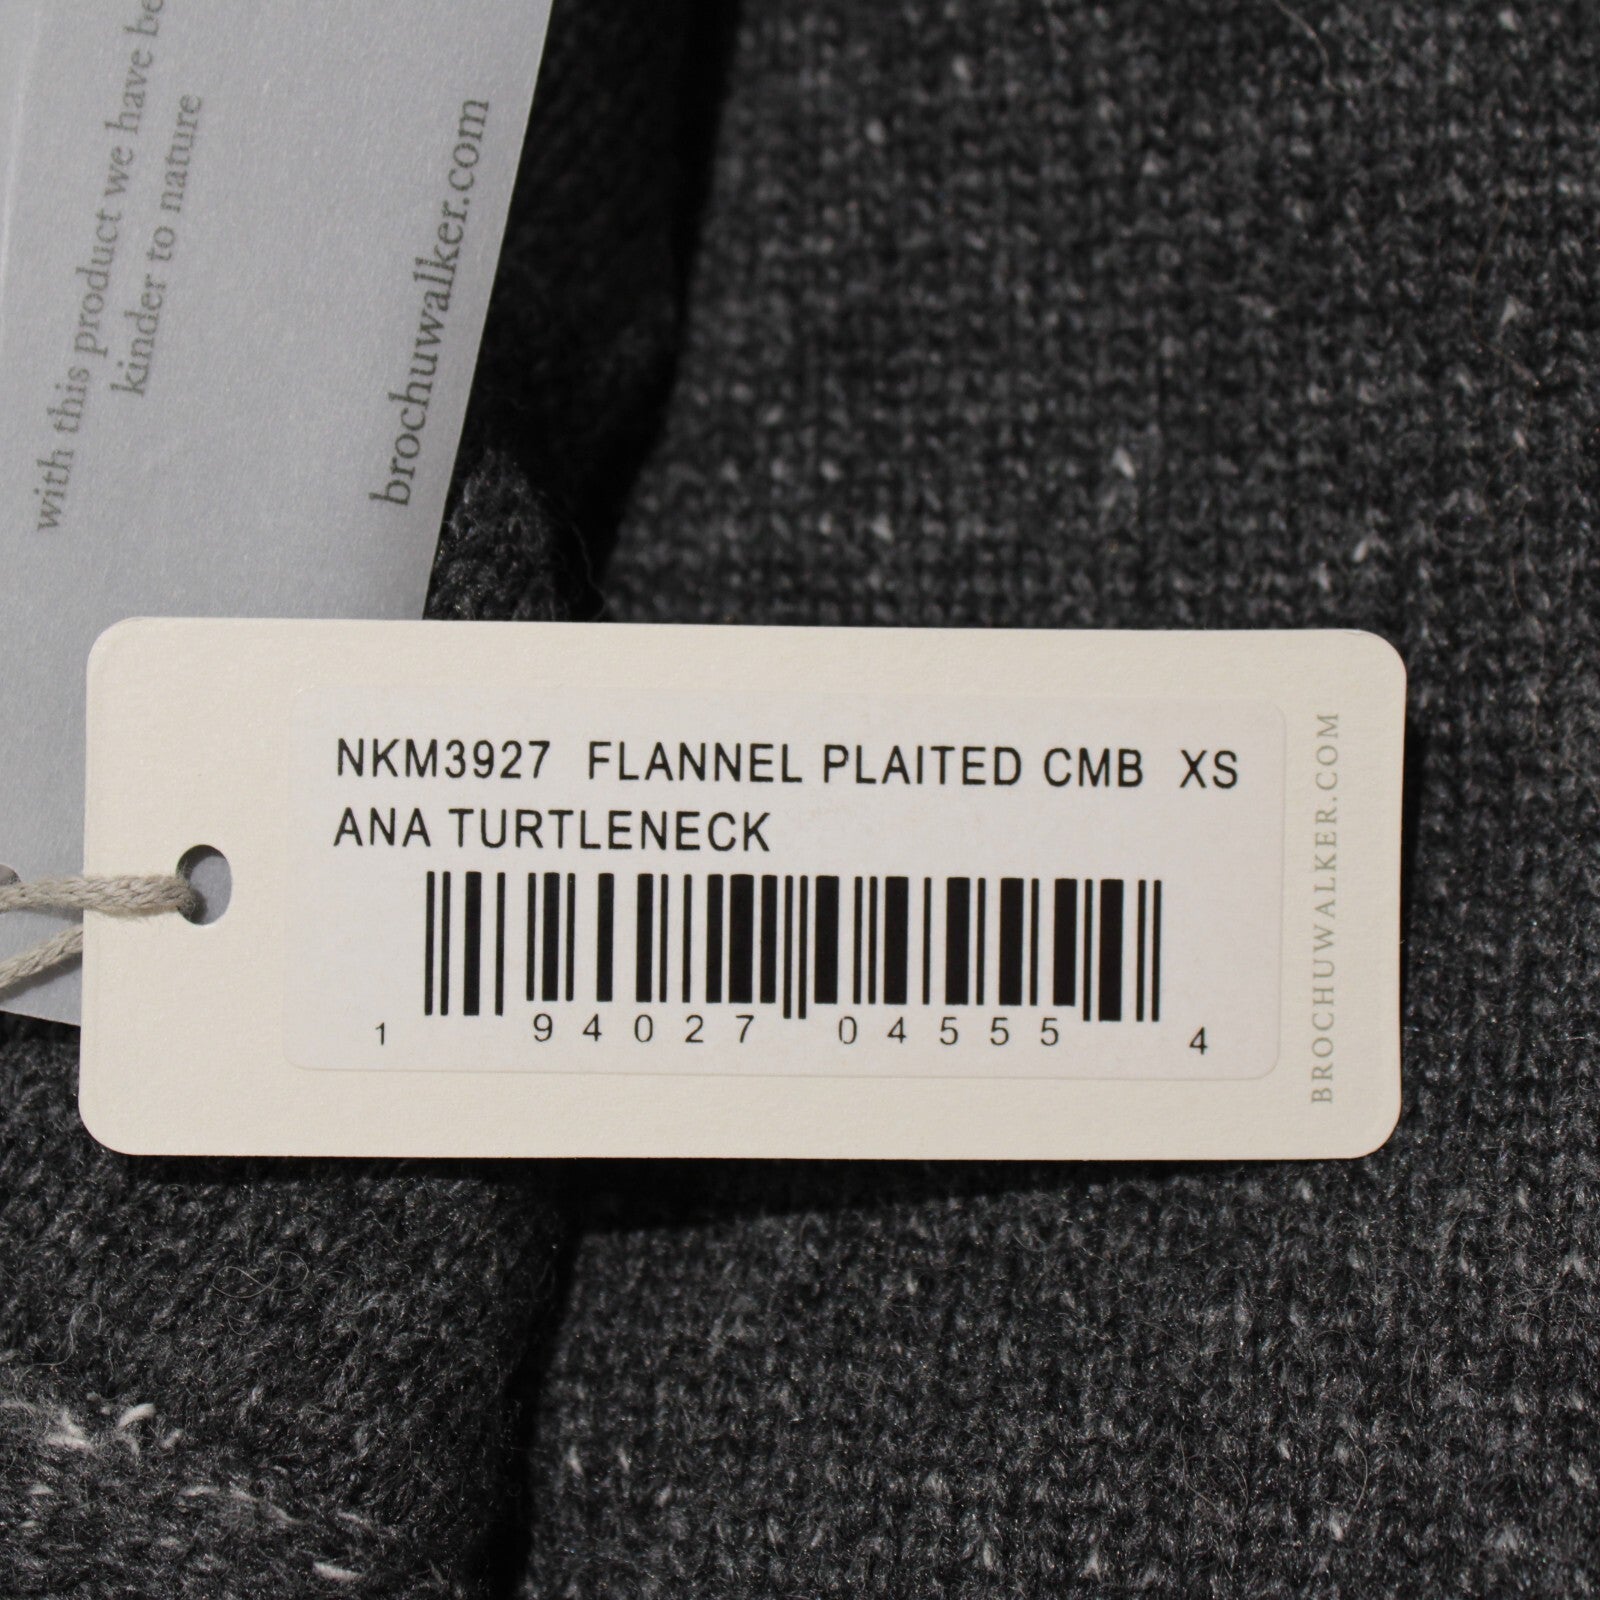 with this product we have be
kinder to nature
brochuwalker.com
NKM3927 FLANNEL PLAITED CMB XS
ANA TURTLENECK
1 94027 04555 4
BROCHUWALKER.COM